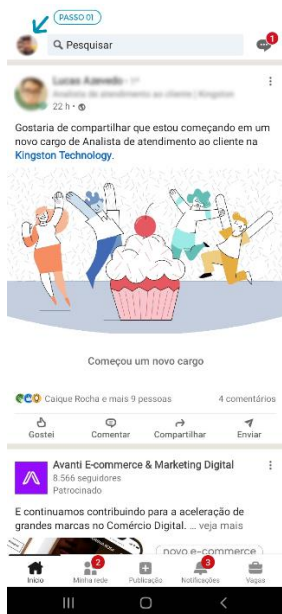 PASSO 01
Pesquisar
1
22 h •
Gostaria de compartilhar que estou começando em um
novo cargo de Analista de atendimento ao cliente na
Kingston Technology.
Começou um novo cargo
Caique Rocha e mais 9 pessoas 4 comentários
Gostei Comentar Compartilhar Enviar
Avanti E-commerce & Marketing Digital
8.566 seguidores
Patrocinado
E continuamos contribuindo para a aceleração de
grandes marcas no Comércio Digital. ... veja mais
novo e-commerce
2 3
Início Minha rede Publicação Notificações Vagas